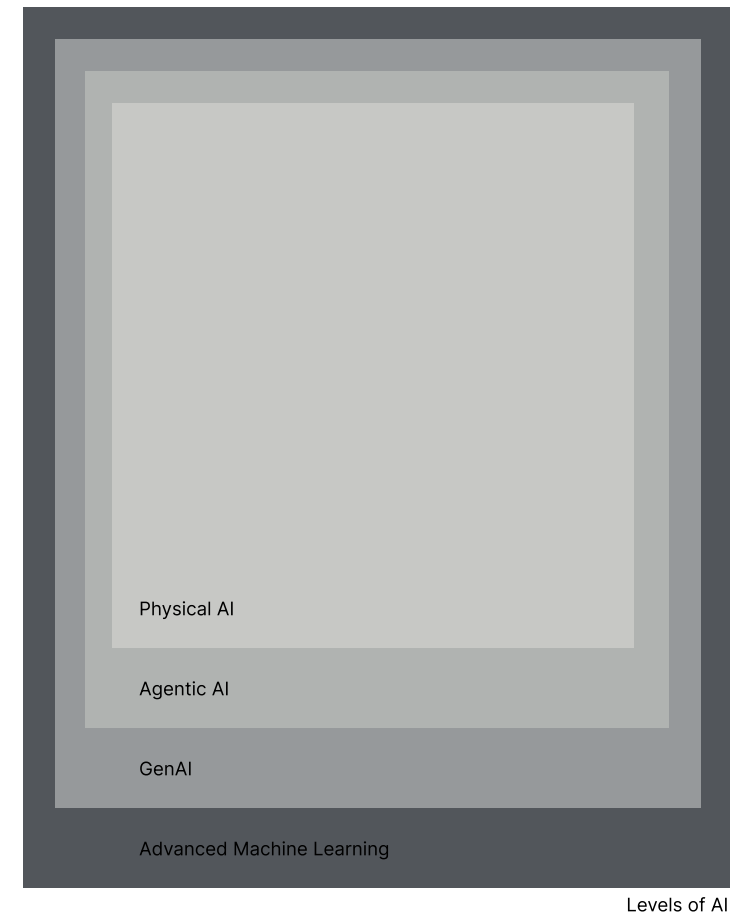 Physical AI
Agentic AI
GenAI
Advanced Machine Learning
Levels of AI